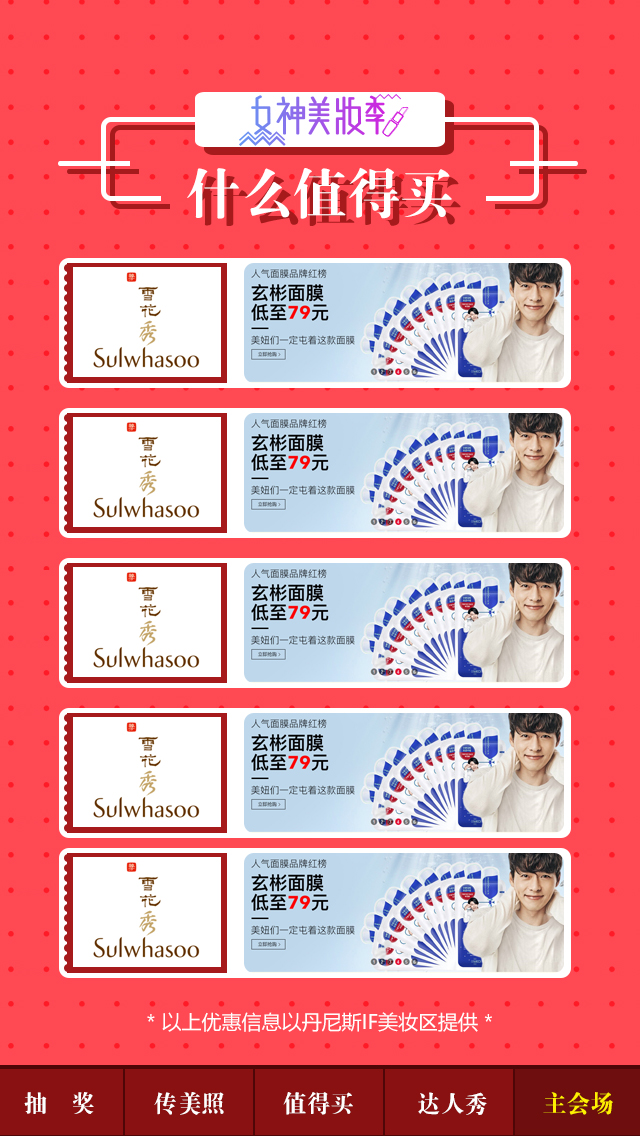 女神美妆季
什么值得买
雪花秀
Sulwhasoo
人气面膜品牌红榜
玄彬面膜
低至79元
美妞们一定屯着这款面膜
立即抢购 >
雪花秀
Sulwhasoo
人气面膜品牌红榜
玄彬面膜
低至79元
美妞们一定屯着这款面膜
立即抢购 >
雪花秀
Sulwhasoo
人气面膜品牌红榜
玄彬面膜
低至79元
美妞们一定屯着这款面膜
立即抢购 >
雪花秀
Sulwhasoo
人气面膜品牌红榜
玄彬面膜
低至79元
美妞们一定屯着这款面膜
立即抢购 >
雪花秀
Sulwhasoo
人气面膜品牌红榜
玄彬面膜
低至79元
美妞们一定屯着这款面膜
立即抢购 >
* 以上优惠信息以丹尼斯IF美妆区提供 *
抽 奖 传美照 值得买 达人秀 主会场